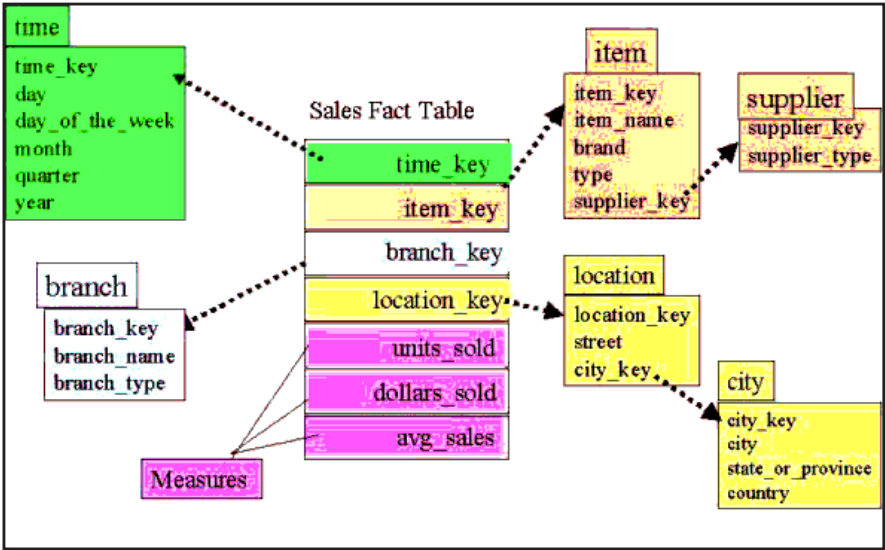 time
time_key
day
day_of_the_week
month
quarter
year
Sales Fact Table
time_key
item_key
branch_key
location_key
units_sold
dollars_sold
avg_sales
Measures
branch
branch_key
branch_name
branch_type
item
item_key
item_name
brand
type
supplier_key
supplier
supplier_key
supplier_type
location
location_key
street
city_key
city
city_key
city
state_or_province
country